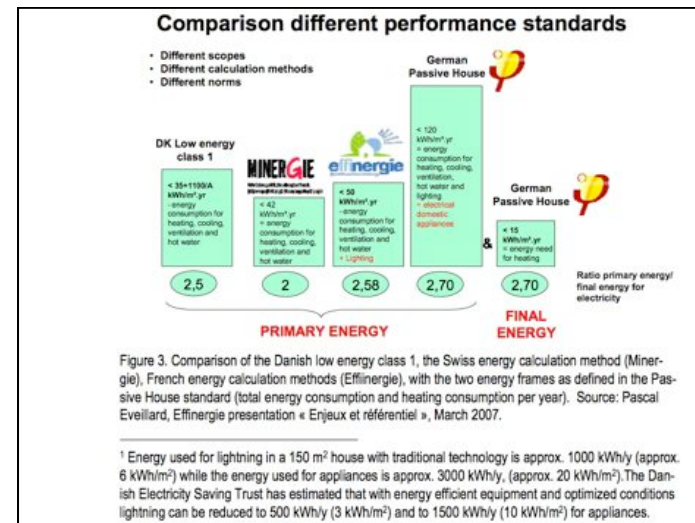 Comparison different performance standards
• Different scopes
• Different calculation methods
• Different norms
German
Passive House
DK Low energy
class 1
MINERGIE
effinergie
< 35+1100/A
kWh/m².yr
- energy
consumption for
heating, cooling,
ventilation and
hot water
< 42
kWh/m².yr
= energy
consumption for
heating, cooling,
ventilation and
hot water
< 50
kWh/m².yr
-energy
consumption for
heating, cooling,
ventilation and
hot water
+ Lighting
< 120
kWh/m².yr
= energy
consumption for
heating, cooling,
ventilation,
hot water and
lighting
+ electrical
domestic
appliances
German
Passive House
&
< 15
kWh/m².yr
= energy need
for heating
2,5
2
2,58
2,70
2,70
Ratio primary energy/
final energy for
electricity
PRIMARY ENERGY
FINAL
ENERGY
Figure 3. Comparison of the Danish low energy class 1, the Swiss energy calculation method (Miner-
gie), French energy calculation methods (Effiinergie), with the two energy frames as defined in the Pas-
sive House standard (total energy consumption and heating consumption per year). Source: Pascal
Eveillard, Effinergie presentation « Enjeux et référentiel », March 2007.
1 Energy used for lightning in a 150 m² house with traditional technology is approx. 1000 kWh/y (approx.
6 kWh/m²) while the energy used for appliances is approx. 3000 kWh/y, (approx. 20 kWh/m²).The Dan-
ish Electricity Saving Trust has estimated that with energy efficient equipment and optimized conditions
lightning can be reduced to 500 kWh/y (3 kWh/m²) and to 1500 kWh/y (10 kWh/m²) for appliances.